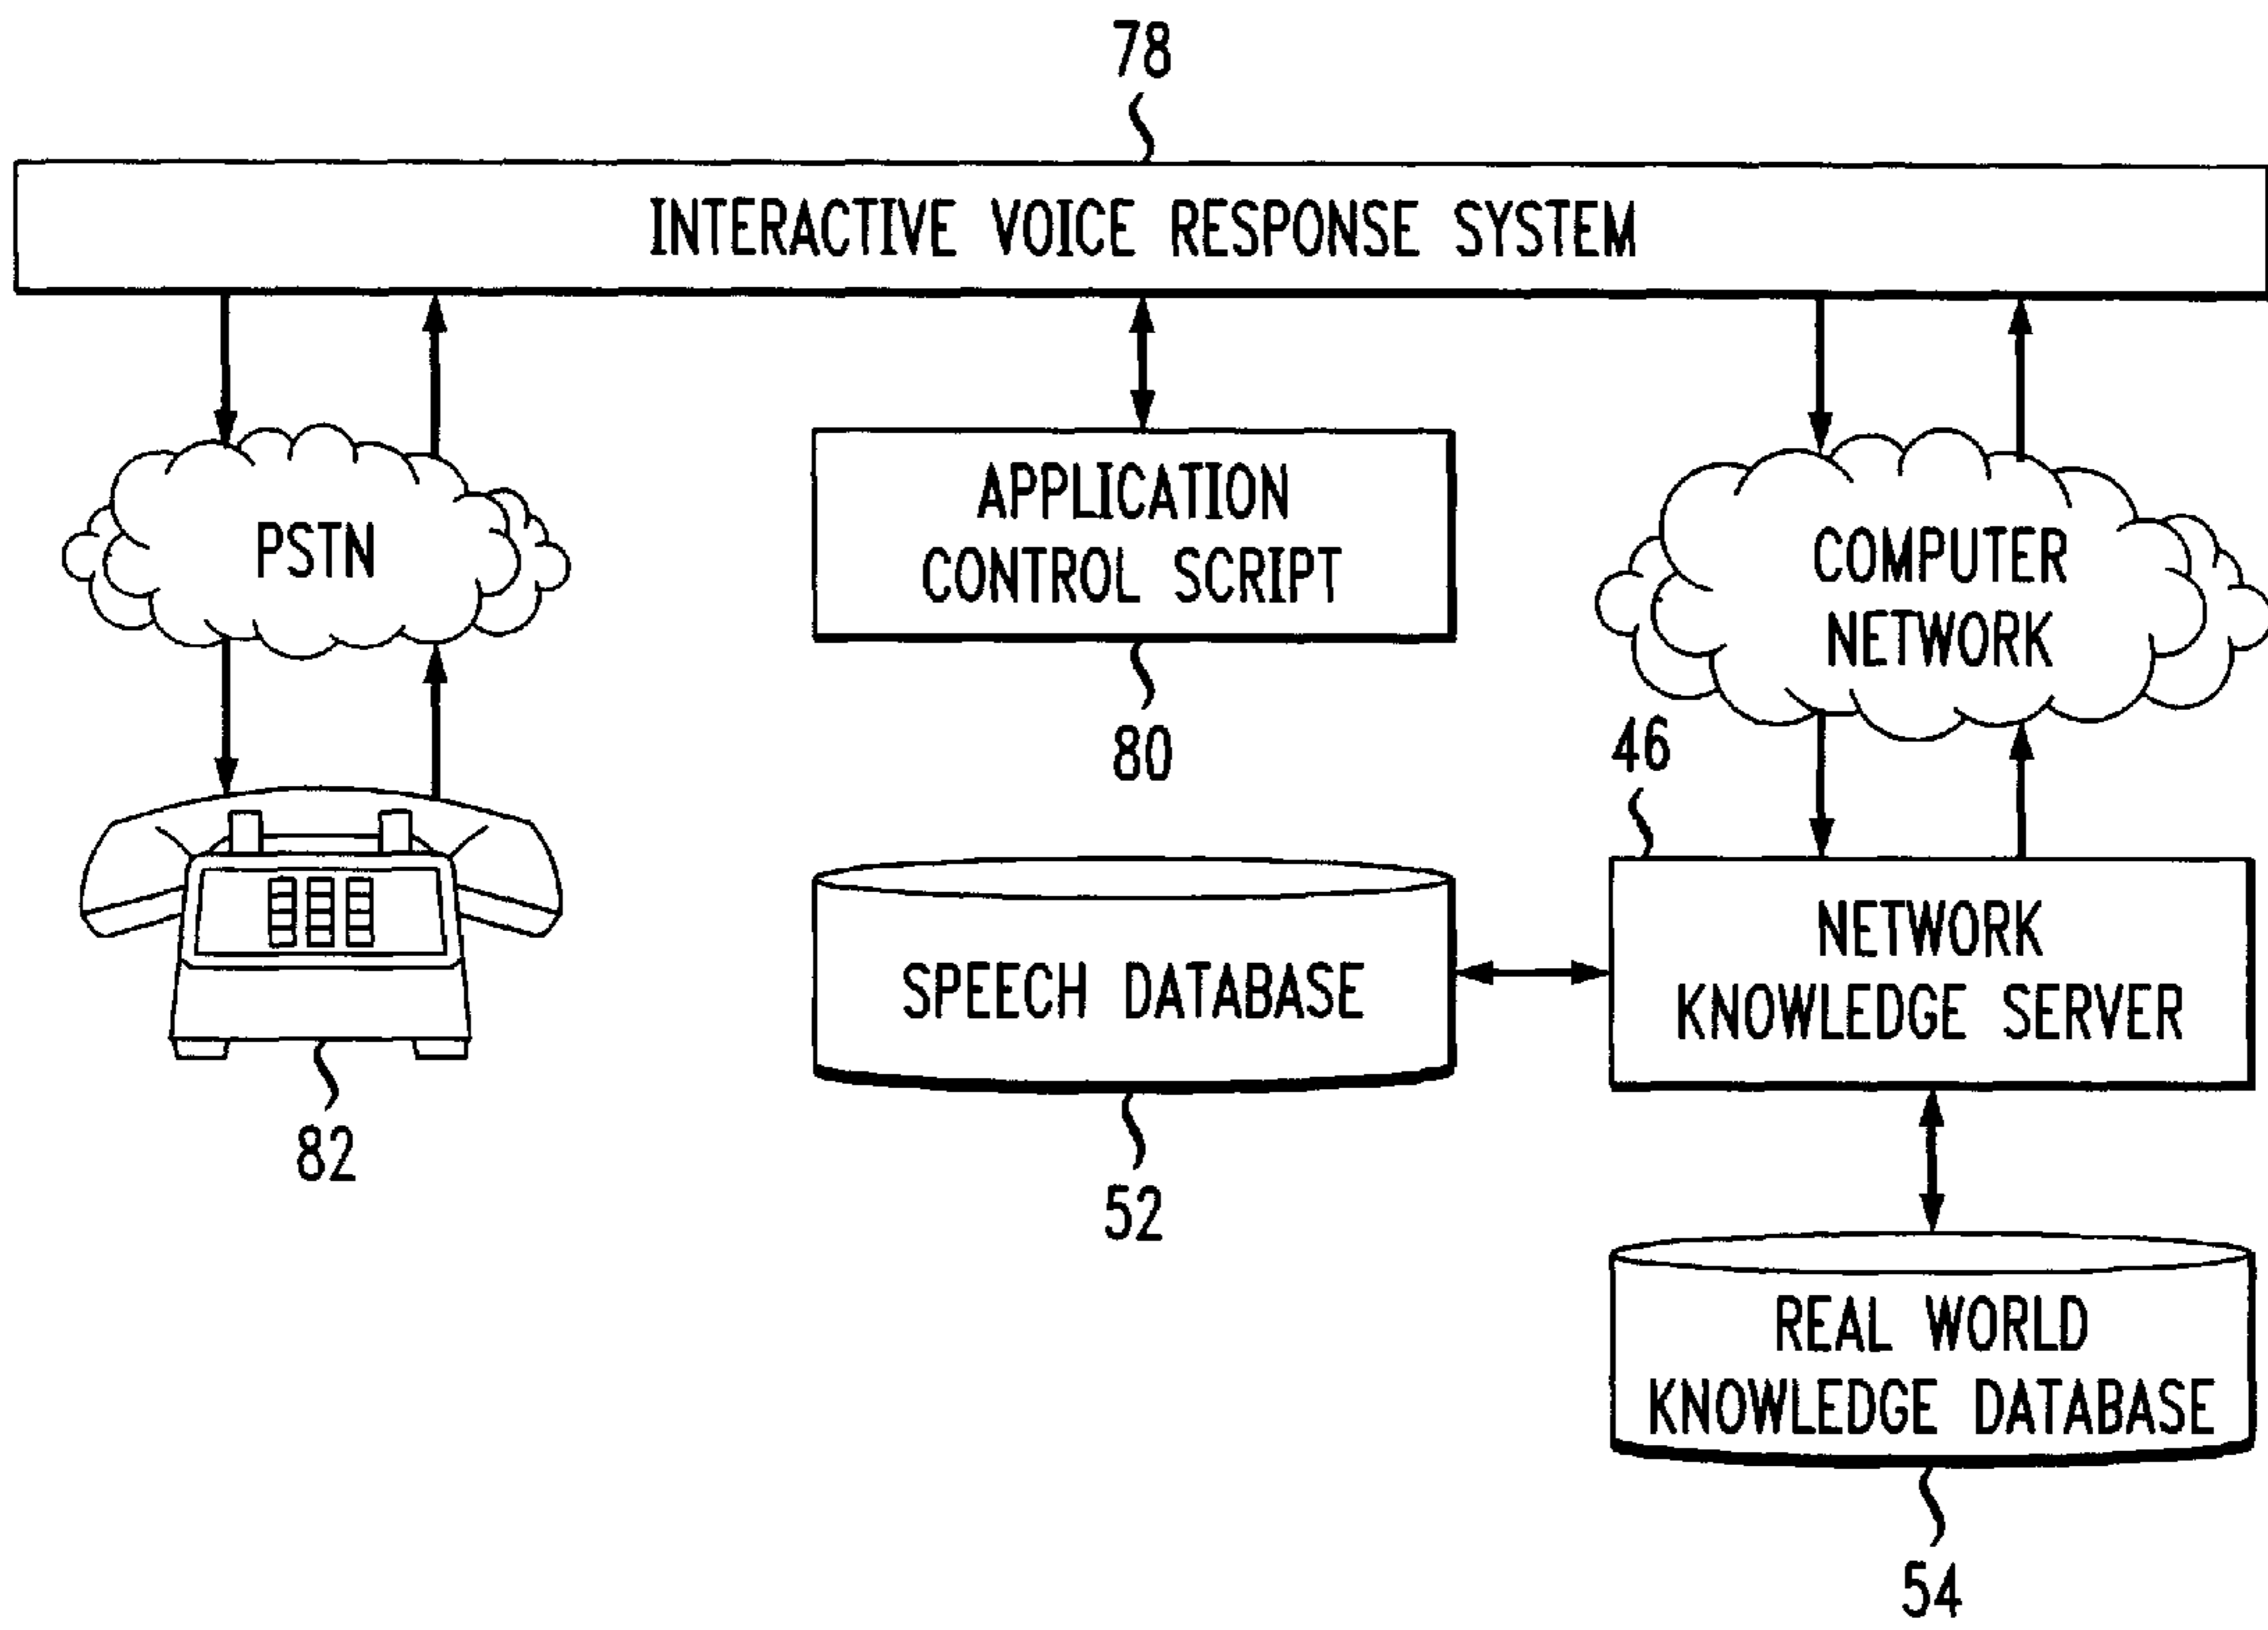 78
INTERACTIVE VOICE RESPONSE SYSTEM
PSTN
APPLICATION
CONTROL SCRIPT
COMPUTER
NETWORK
80
46
SPEECH DATABASE
NETWORK
KNOWLEDGE SERVER
82
52
REAL WORLD
KNOWLEDGE DATABASE
54